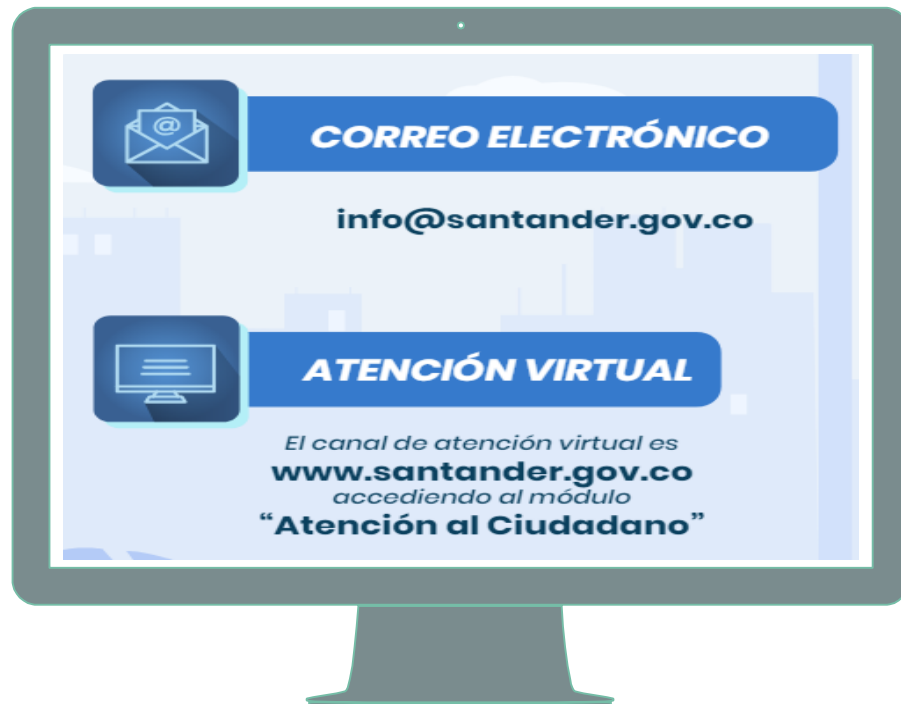 @
CORREO ELECTRÓNICO
info@santander.gov.co
ATENCIÓN VIRTUAL
El canal de atención virtual es
www.santander.gov.co
accediendo al módulo
“Atención al Ciudadano”